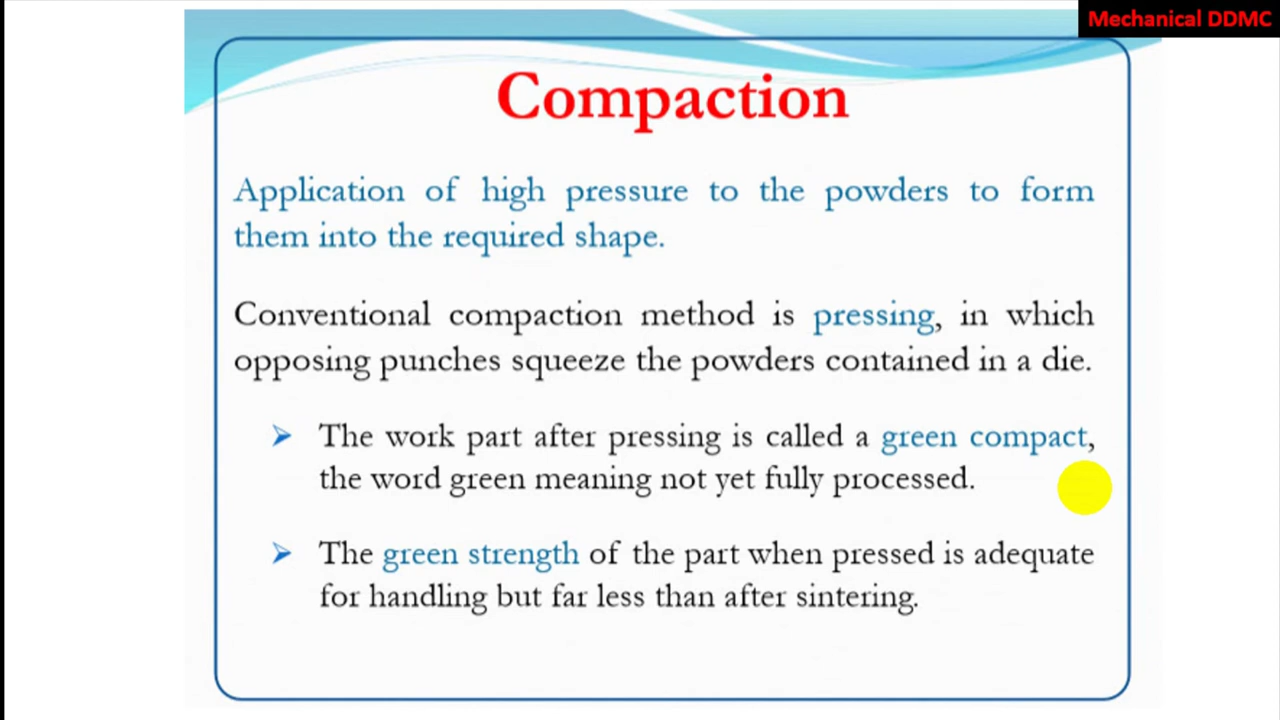 Mechanical DDMC
Compaction
Application of high pressure to the powders to form
them into the required shape.
Conventional compaction method is pressing, in which
opposing punches squeeze the powders contained in a die.
The work part after pressing is called a green compact,
the word green meaning not yet fully processed.
The green strength of the part when pressed is adequate
for handling but far less than after sintering.